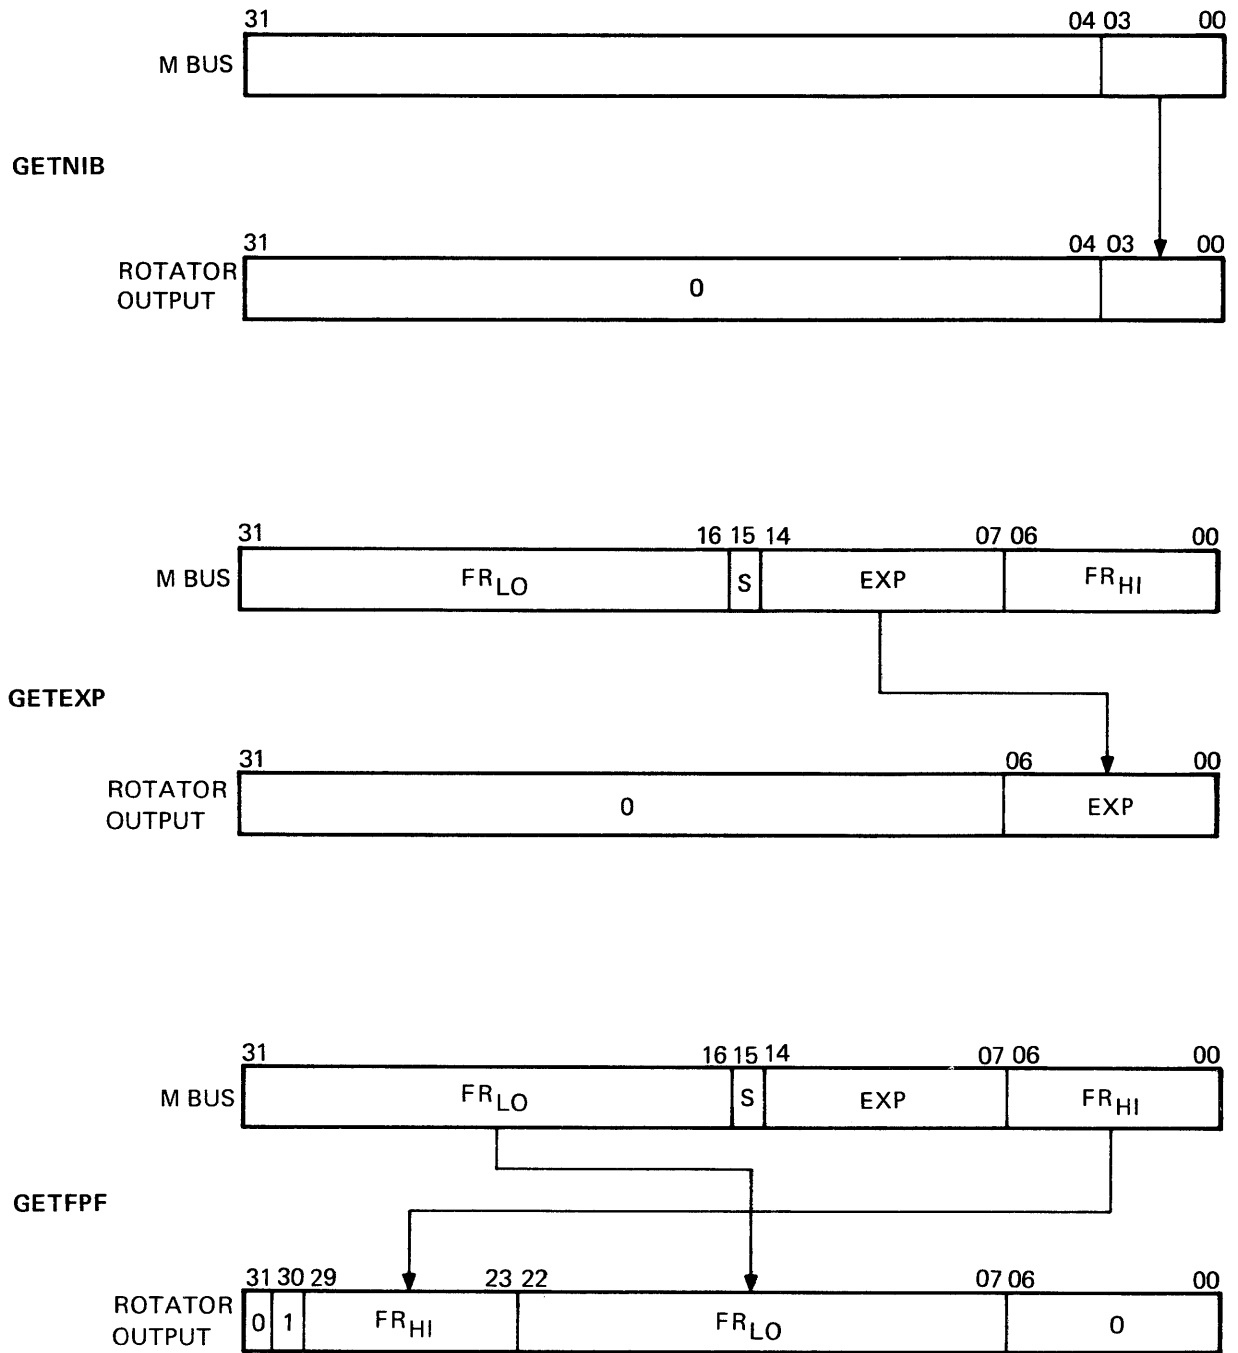 31 04 03 00
M BUS
GETNIB
31 04 03 00
ROTATOR
OUTPUT
0
31 16 15 14 07 06 00
M BUS FRLO S EXP FRHI
GETEXP
31 06 00
ROTATOR
OUTPUT
0 EXP
31 16 15 14 07 06 00
M BUS FRLO S EXP FRHI
GETFPF
31 30 29 23 22 07 06 00
ROTATOR
OUTPUT
0 1 FRHI FRLO 0